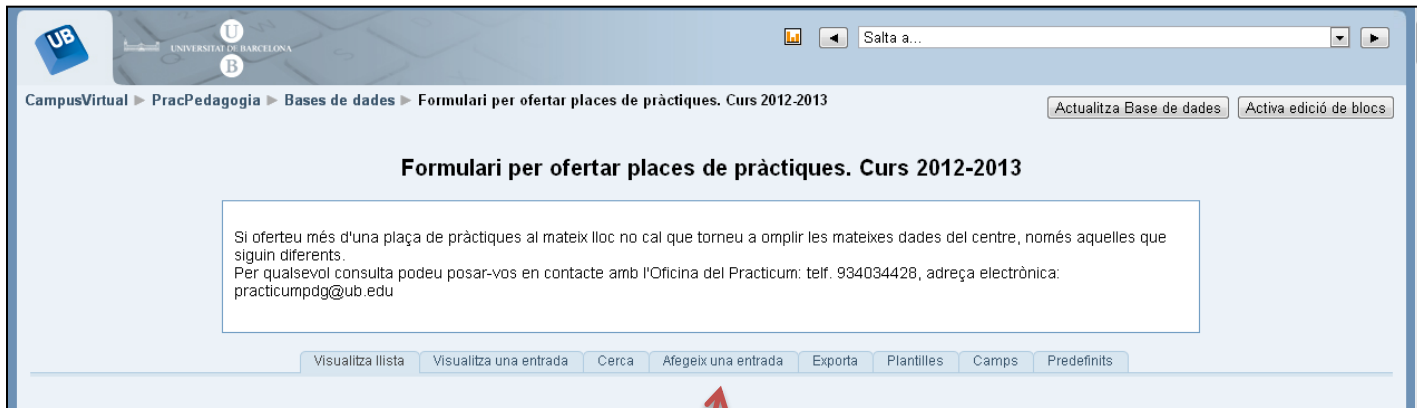 UB
UNIVERSITAT DE BARCELONA
U
B
Salta a...
CampusVirtual ► PracPedagogia ► Bases de dades ► Formulari per ofertar places de pràctiques. Curs 2012-2013
Actualitza Base de dades
Activa edició de blocs
Formulari per ofertar places de pràctiques. Curs 2012-2013
Si oferteu més d'una plaça de pràctiques al mateix lloc no cal que torneu a omplir les mateixes dades del centre, només aquelles que
siguin diferents.
Per qualsevol consulta podeu posar-vos en contacte amb l'Oficina del Practicum: telf. 934034428, adreça electrònica:
practicumpdg@ub.edu
Visualitza llista
Visualitza una entrada
Cerca
Afegeix una entrada
Exporta
Plantilles
Camps
Predefinits